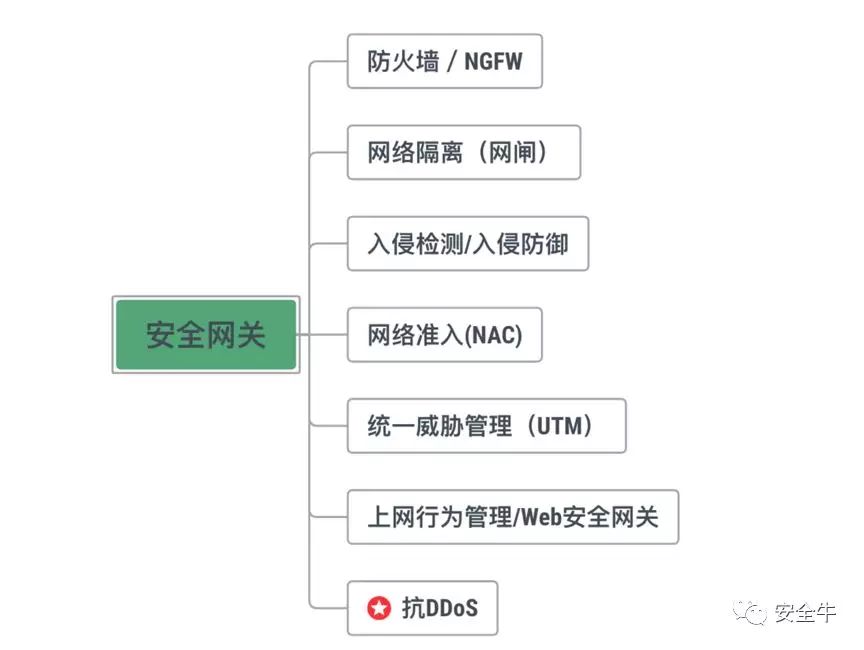 防火墙 / NGFW
网络隔离（网闸）
入侵检测/入侵防御
安全网关
网络准入(NAC)
统一威胁管理（UTM）
上网行为管理/Web安全网关
抗DDoS
安全牛